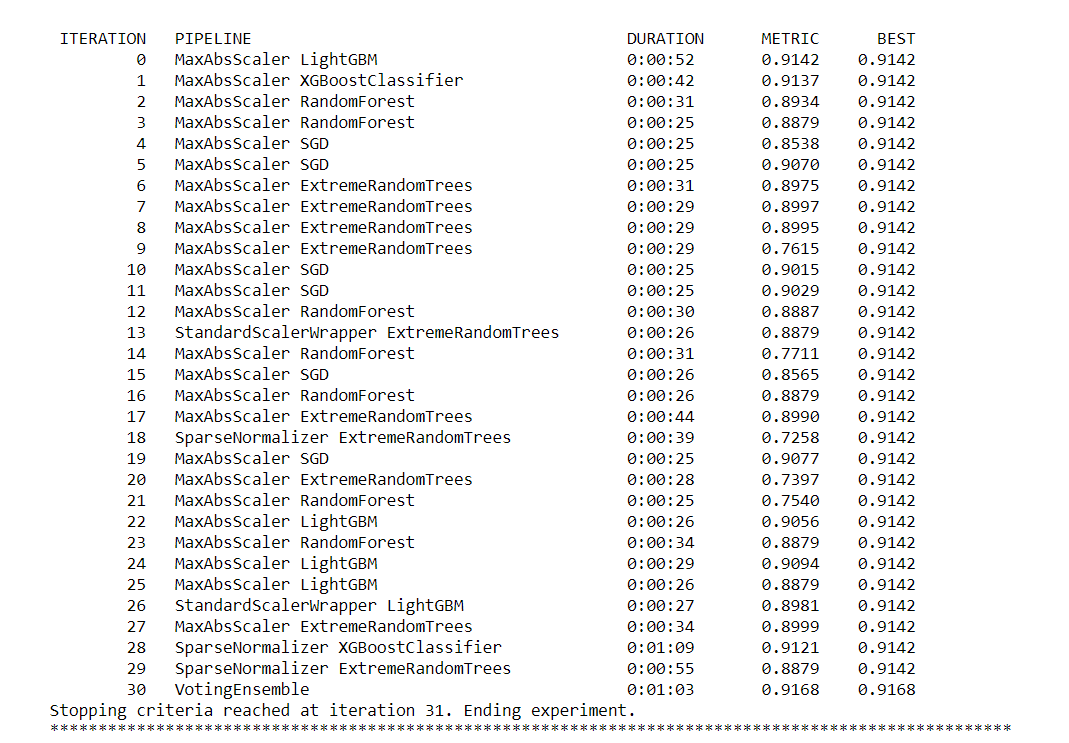 ITERATION   PIPELINE                                       DURATION      METRIC      BEST
        0   MaxAbsScaler LightGBM                          0:00:52       0.9142    0.9142
        1   MaxAbsScaler XGBoostClassifier                 0:00:42       0.9137    0.9142
        2   MaxAbsScaler RandomForest                      0:00:31       0.8934    0.9142
        3   MaxAbsScaler RandomForest                      0:00:25       0.8879    0.9142
        4   MaxAbsScaler SGD                               0:00:25       0.8538    0.9142
        5   MaxAbsScaler SGD                               0:00:25       0.9070    0.9142
        6   MaxAbsScaler ExtremeRandomTrees                0:00:31       0.8975    0.9142
        7   MaxAbsScaler ExtremeRandomTrees                0:00:29       0.8997    0.9142
        8   MaxAbsScaler ExtremeRandomTrees                0:00:29       0.8995    0.9142
        9   MaxAbsScaler ExtremeRandomTrees                0:00:29       0.7615    0.9142
       10   MaxAbsScaler SGD                               0:00:25       0.9015    0.9142
       11   MaxAbsScaler SGD                               0:00:25       0.9029    0.9142
       12   MaxAbsScaler RandomForest                      0:00:30       0.8887    0.9142
       13   StandardScalerWrapper ExtremeRandomTrees       0:00:26       0.8879    0.9142
       14   MaxAbsScaler RandomForest                      0:00:31       0.7711    0.9142
       15   MaxAbsScaler SGD                               0:00:26       0.8565    0.9142
       16   MaxAbsScaler RandomForest                      0:00:26       0.8879    0.9142
       17   MaxAbsScaler ExtremeRandomTrees                0:00:44       0.8990    0.9142
       18   SparseNormalizer ExtremeRandomTrees            0:00:39       0.7258    0.9142
       19   MaxAbsScaler SGD                               0:00:25       0.9077    0.9142
       20   MaxAbsScaler ExtremeRandomTrees                0:00:28       0.7397    0.9142
       21   MaxAbsScaler RandomForest                      0:00:25       0.7540    0.9142
       22   MaxAbsScaler LightGBM                          0:00:26       0.9056    0.9142
       23   MaxAbsScaler RandomForest                      0:00:34       0.8879    0.9142
       24   MaxAbsScaler LightGBM                          0:00:29       0.9094    0.9142
       25   MaxAbsScaler LightGBM                          0:00:26       0.8879    0.9142
       26   StandardScalerWrapper LightGBM                 0:00:27       0.8981    0.9142
       27   MaxAbsScaler ExtremeRandomTrees                0:00:34       0.8999    0.9142
       28   SparseNormalizer XGBoostClassifier             0:01:09       0.9121    0.9142
       29   SparseNormalizer ExtremeRandomTrees            0:00:55       0.8879    0.9142
       30   VotingEnsemble                                 0:01:03       0.9168    0.9168
Stopping criteria reached at iteration 31. Ending experiment.
****************************************************************************************************